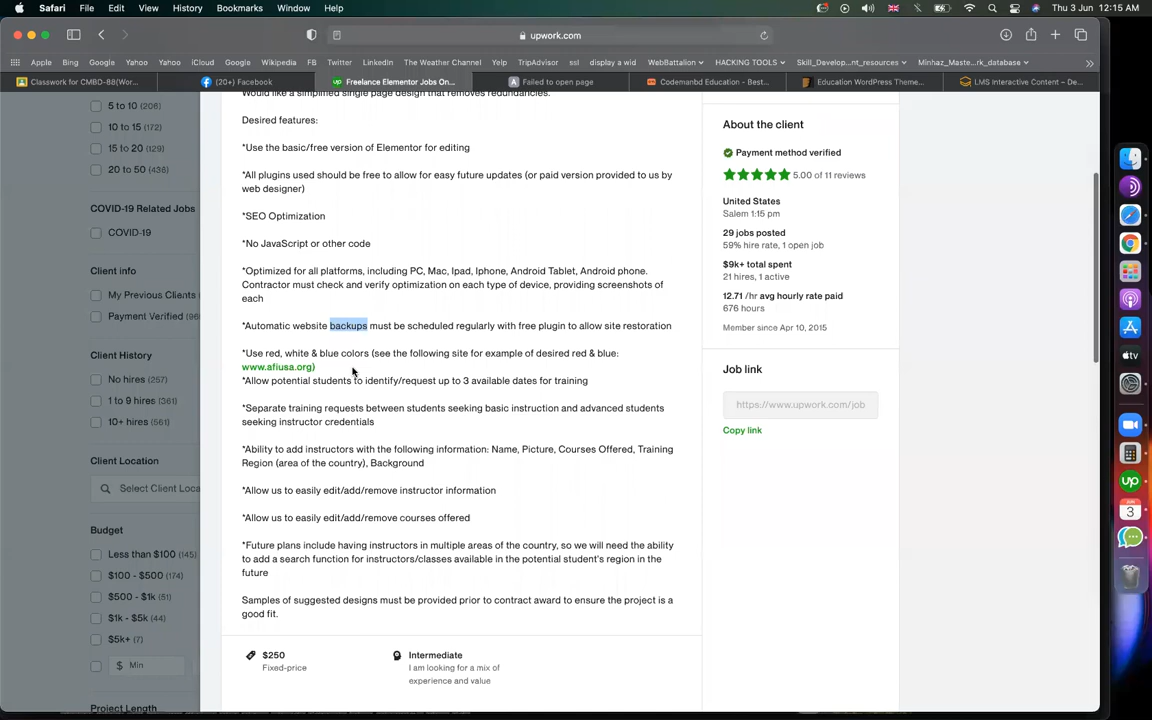 Safari File Edit View History Bookmarks Window Help Thu 3 Jun 12:15 AM
upwork.com
Apple Bing Google Yahoo Yahoo iCloud Google Wikipedia FB Twitter LinkedIn The Weather Channel Yelp TripAdvisor ssl display a wid WebBattalion HACKING TOOLS Skill_Develop...nt_resources Minhaz_Maste...rk_database
Classwork for CMBD-88(Wor... (20+) Facebook Freelance Elementor Jobs On... Failed to open page Codemanbd Education - Best... Education WordPress Theme... LMS Interactive Content – De...
5 to 10 (206)
10 to 15 (172)
15 to 20 (129)
20 to 50 (436)
COVID-19 Related Jobs
COVID-19
Client info
My Previous Clients
Payment Verified (96
Client History
No hires (257)
1 to 9 hires (361)
10+ hires (561)
Client Location
Select Client Loca
Budget
Less than $100 (145)
$100 - $500 (174)
$500 - $1k (51)
$1k - $5k (44)
$5k+ (7)
$ Min
Project Length
Would like a simplified single page design that removes redundancies.
Desired features:
*Use the basic/free version of Elementor for editing
*All plugins used should be free to allow for easy future updates (or paid version provided to us by
web designer)
*SEO Optimization
*No JavaScript or other code
*Optimized for all platforms, including PC, Mac, Ipad, Iphone, Android Tablet, Android phone.
Contractor must check and verify optimization on each type of device, providing screenshots of
each
*Automatic website backups must be scheduled regularly with free plugin to allow site restoration
*Use red, white & blue colors (see the following site for example of desired red & blue:
www.afiusa.org)
*Allow potential students to identify/request up to 3 available dates for training
*Separate training requests between students seeking basic instruction and advanced students
seeking instructor credentials
*Ability to add instructors with the following information: Name, Picture, Courses Offered, Training
Region (area of the country), Background
*Allow us to easily edit/add/remove instructor information
*Allow us to easily edit/add/remove courses offered
*Future plans include having instructors in multiple areas of the country, so we will need the ability
to add a search function for instructors/classes available in the potential student's region in the
future
Samples of suggested designs must be provided prior to contract award to ensure the project is a
good fit.
$250
Fixed-price
Intermediate
I am looking for a mix of
experience and value
About the client
Payment method verified
5.00 of 11 reviews
United States
Salem 1:15 pm
29 jobs posted
59% hire rate, 1 open job
$9k+ total spent
21 hires, 1 active
12.71 /hr avg hourly rate paid
676 hours
Member since Apr 10, 2015
Job link
https://www.upwork.com/job
Copy link
tv
up
JUN
3